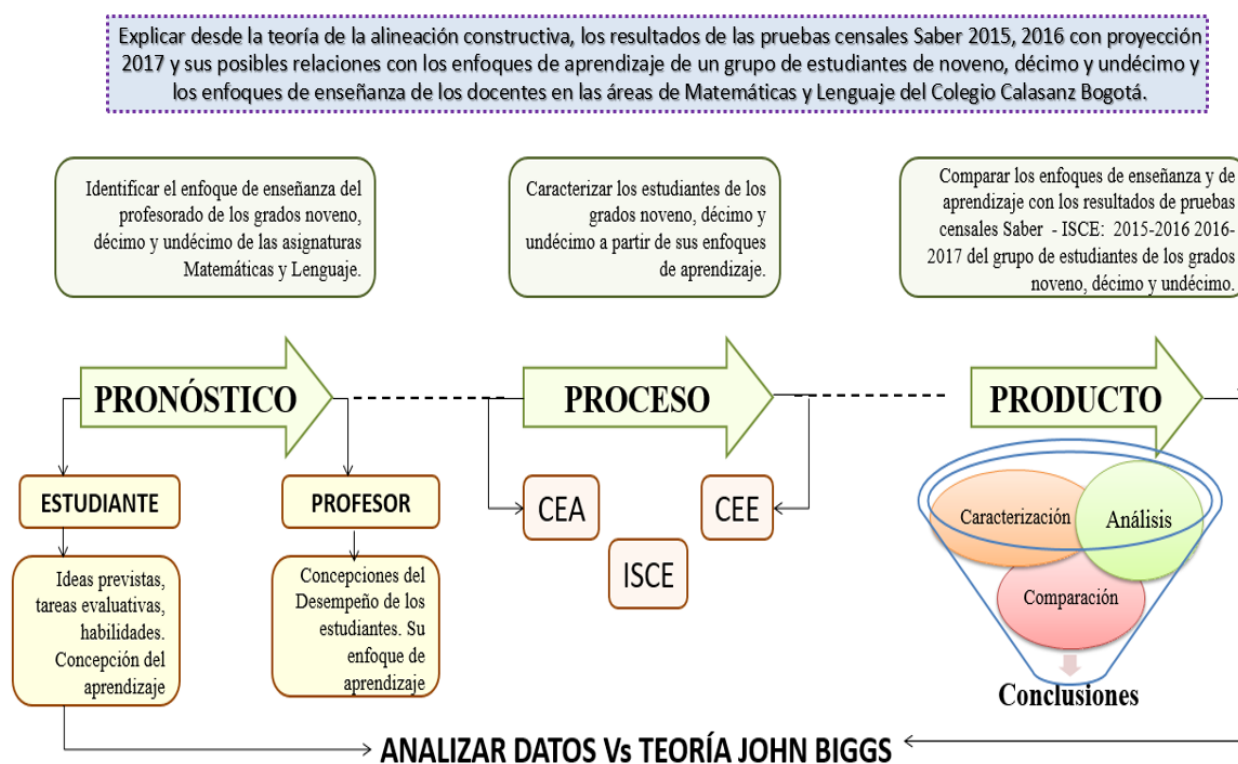 Explicar desde la teoría de la alineación constructiva, los resultados de las pruebas censales Saber 2015, 2016 con proyección
2017 y sus posibles relaciones con los enfoques de aprendizaje de un grupo de estudiantes de noveno, décimo y undécimo y
los enfoques de enseñanza de los docentes en las áreas de Matemáticas y Lenguaje del Colegio Calasanz Bogotá.
Identificar el enfoque de enseñanza del
profesorado de los grados noveno,
décimo y undécimo de las asignaturas
Matemáticas y Lenguaje.
Caracterizar los estudiantes de los
grados noveno, décimo y
undécimo a partir de sus enfoques
de aprendizaje.
Comparar los enfoques de enseñanza y de
aprendizaje con los resultados de pruebas
censales Saber - ISCE: 2015-2016 2016-
2017 del grupo de estudiantes de los grados
noveno, décimo y undécimo.
PRONÓSTICO
PROCESO
PRODUCTO
ESTUDIANTE
PROFESOR
CEA
CEE
ISCE
Ideas previstas,
tareas evaluativas,
habilidades.
Concepción del
aprendizaje
Concepciones del
Desempeño de los
estudiantes. Su
enfoque de
aprendizaje
Caracterización
Análisis
Comparación
Conclusiones
ANALIZAR DATOS Vs TEORÍA JOHN BIGGS